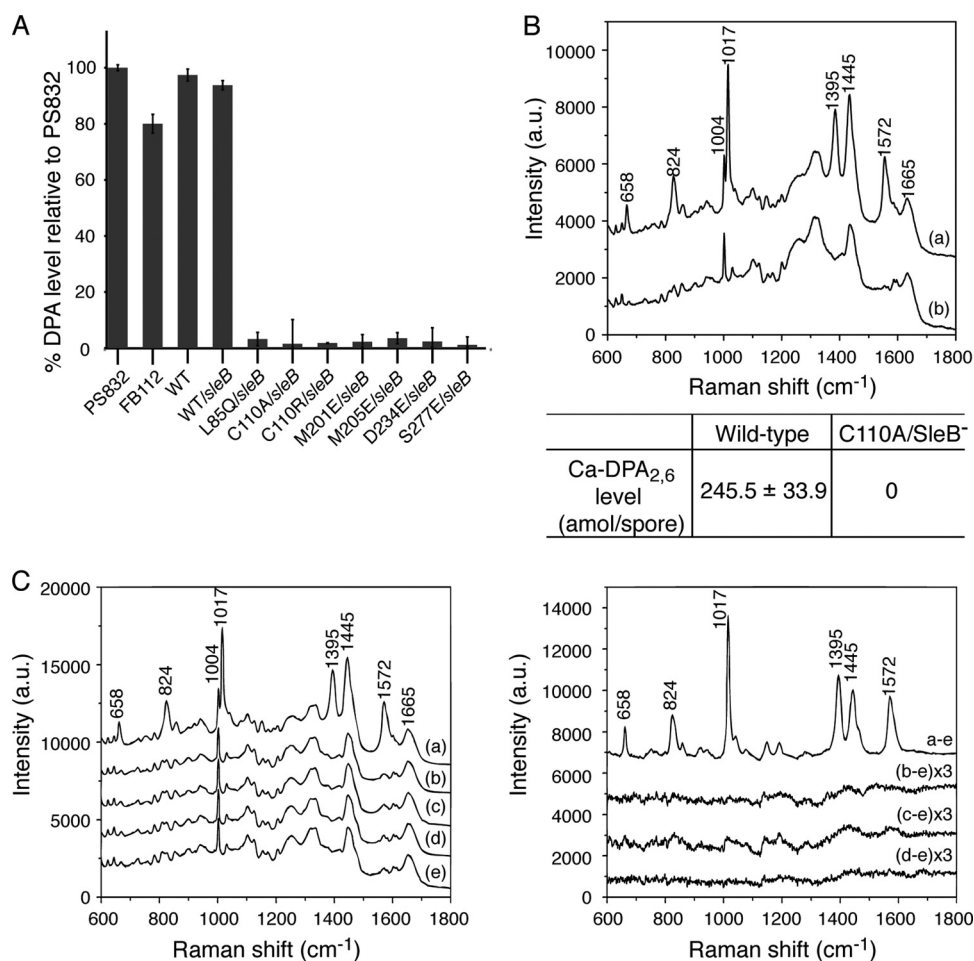 A
% DPA level relative to PS832
100
80
60
40
20
0
PS832
FB112
WT
WT/sleB
L85Q/sleB
C110A/sleB
C110R/sleB
M201E/sleB
M205E/sleB
D234E/sleB
S277E/sleB
B
Intensity (a.u.)
10000
8000
6000
4000
2000
0
658
824
1004
1017
1395
1445
1572
1665
(a)
(b)
600 800 1000 1200 1400 1600 1800
Raman shift (cm-1)
Wild-type C110A/SleB-
Ca-DPA2,6
level
(amol/spore)
245.5 ± 33.9 0
C
Intensity (a.u.)
20000
15000
10000
5000
0
658
824
1004
1017
1395
1445
1572
1665
(a)
(b)
(c)
(d)
(e)
600 800 1000 1200 1400 1600 1800
Raman shift (cm-1)
Intensity (a.u.)
14000
12000
10000
8000
6000
4000
2000
0
658
824
1017
1395
1445
1572
a-e
(b-e)x3
(c-e)x3
(d-e)x3
600 800 1000 1200 1400 1600 1800
Raman shift (cm-1)